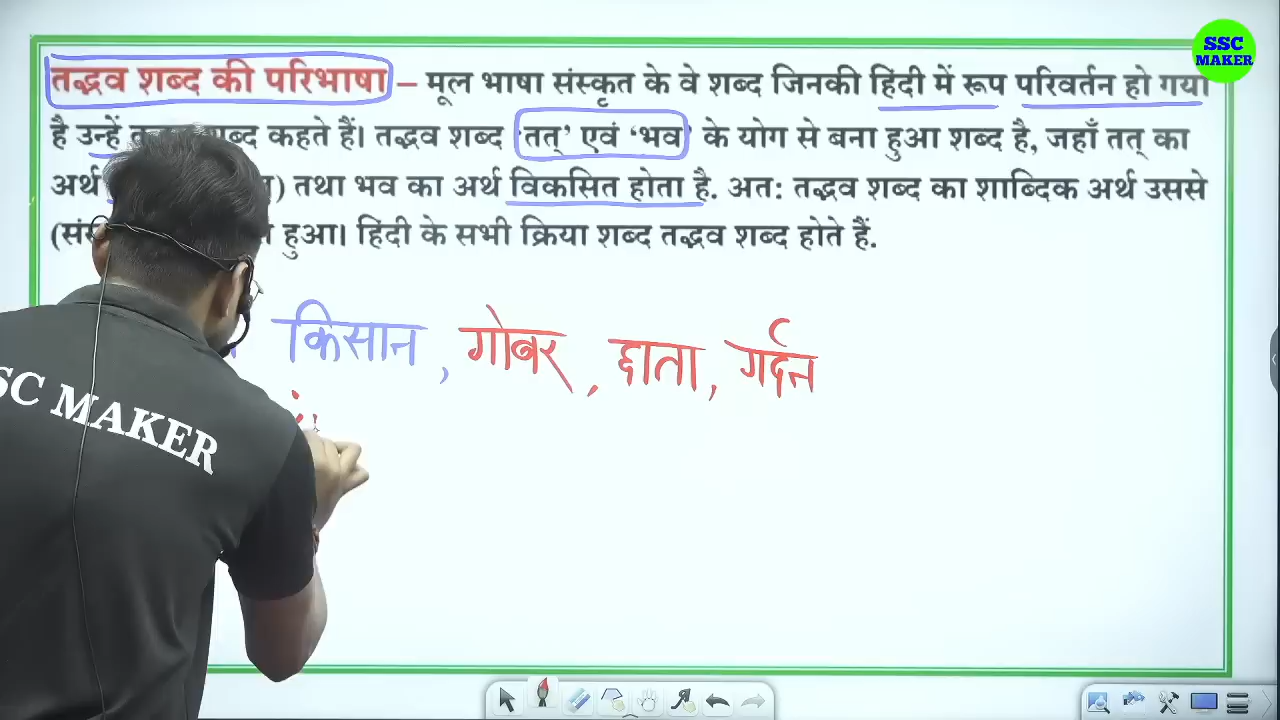 SSC
MAKER
तद्भव शब्द की परिभाषा – मूल भाषा संस्कृत के वे शब्द जिनकी हिंदी में रूप परिवर्तन हो गया
है उन्हें शब्द कहते हैं। तद्भव शब्द 'तत्' एवं 'भव' के योग से बना हुआ शब्द है, जहाँ तत् का
अर्थ ) तथा भव का अर्थ विकसित होता है. अतः तद्भव शब्द का शाब्दिक अर्थ उससे
हुआ। हिंदी के सभी क्रिया शब्द तद्भव शब्द होते हैं.
किसान, गोबर, दाता, गर्दन
SC MAKER